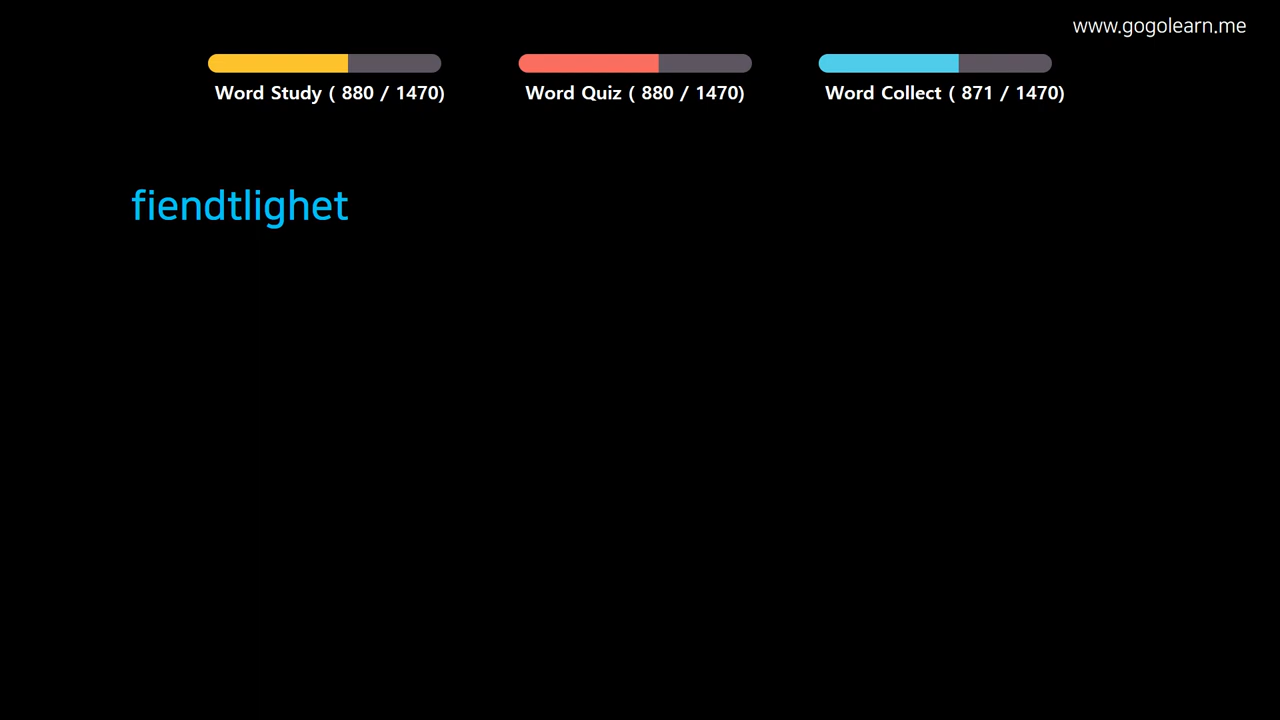 www.gogolearn.me
Word Study ( 880 / 1470)
Word Quiz ( 880 / 1470)
Word Collect ( 871 / 1470)
fiendtlighet